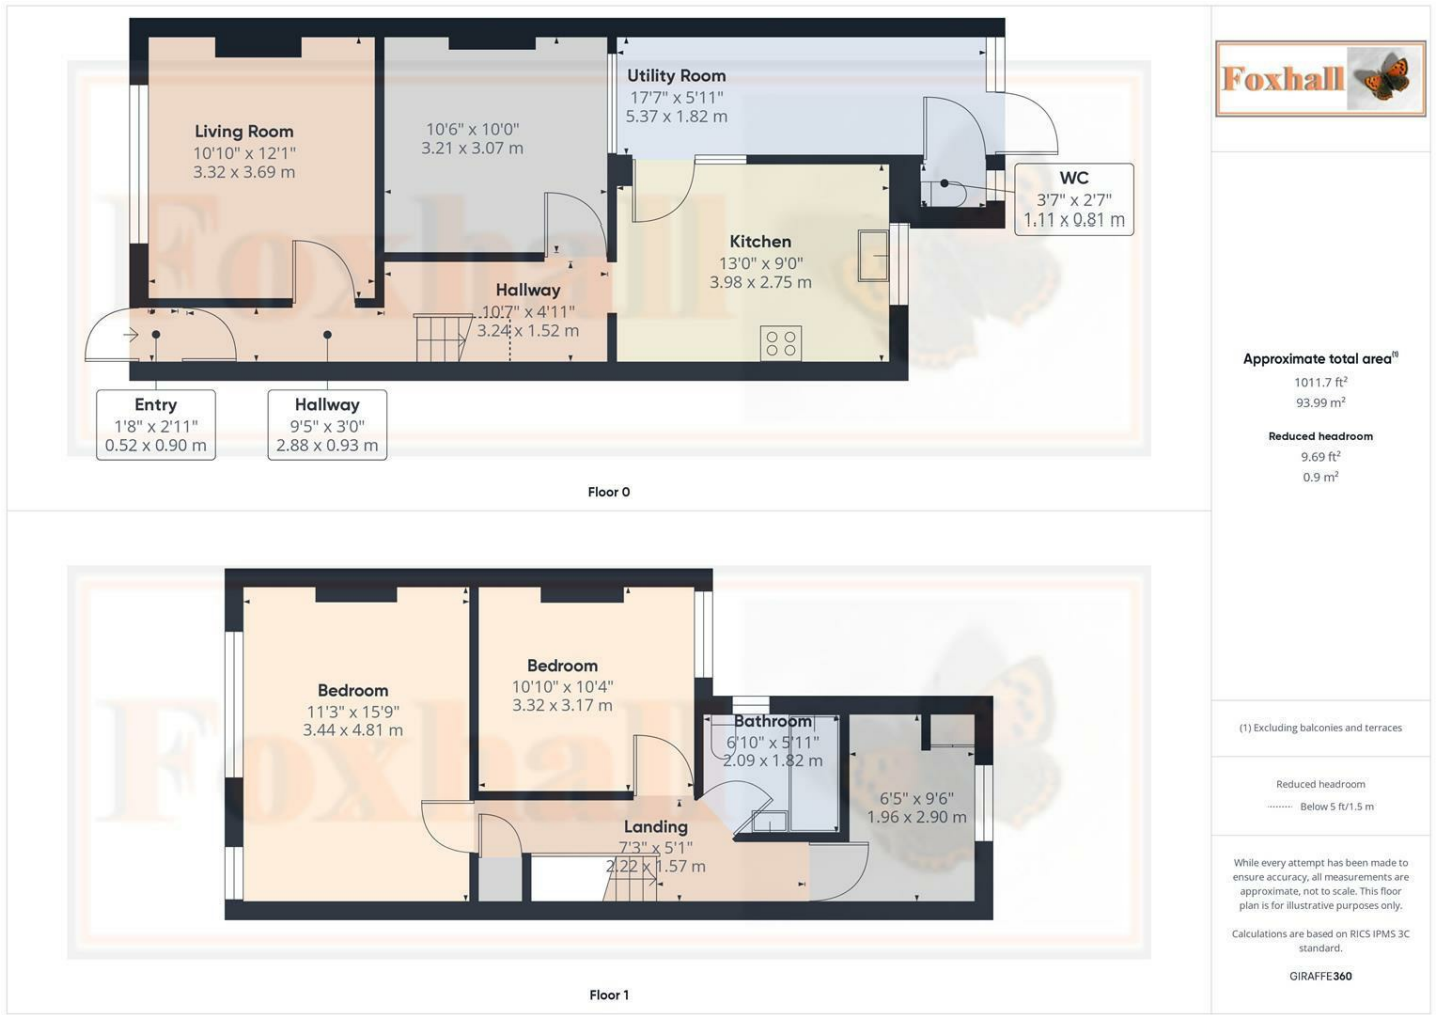 Living Room
10'10" x 12'1"
3.32 x 3.69 m
10'6" x 10'0"
3.21 x 3.07 m
Utility Room
17'7" x 5'11"
5.37 x 1.82 m
WC
3'7" x 2'7"
1.11 x 0.81 m
Kitchen
13'0" x 9'0"
3.98 x 2.75 m
Hallway
10'7" x 4'11"
3.24 x 1.52 m
Entry
1'8" x 2'11"
0.52 x 0.90 m
Hallway
9'5" x 3'0"
2.88 x 0.93 m
Foxhall
Floor 0
Bedroom
11'3" x 15'9"
3.44 x 4.81 m
Bedroom
10'10" x 10'4"
3.32 x 3.17 m
Bathroom
6'10" x 5'11"
2.09 x 1.82 m
6'5" x 9'6"
1.96 x 2.90 m
Landing
7'3" x 5'1"
2.22 x 1.57 m
Foxhall
Floor 1
Foxhall
Approximate total area(1)
1011.7 ft²
93.99 m²
Reduced headroom
9.69 ft²
0.9 m²
(1) Excluding balconies and terraces
Reduced headroom
Below 5 ft/1.5 m
While every attempt has been made to
ensure accuracy, all measurements are
approximate, not to scale. This floor
plan is for illustrative purposes only.
Calculations are based on RICS IPMS 3C
standard.
GIRAFFE360